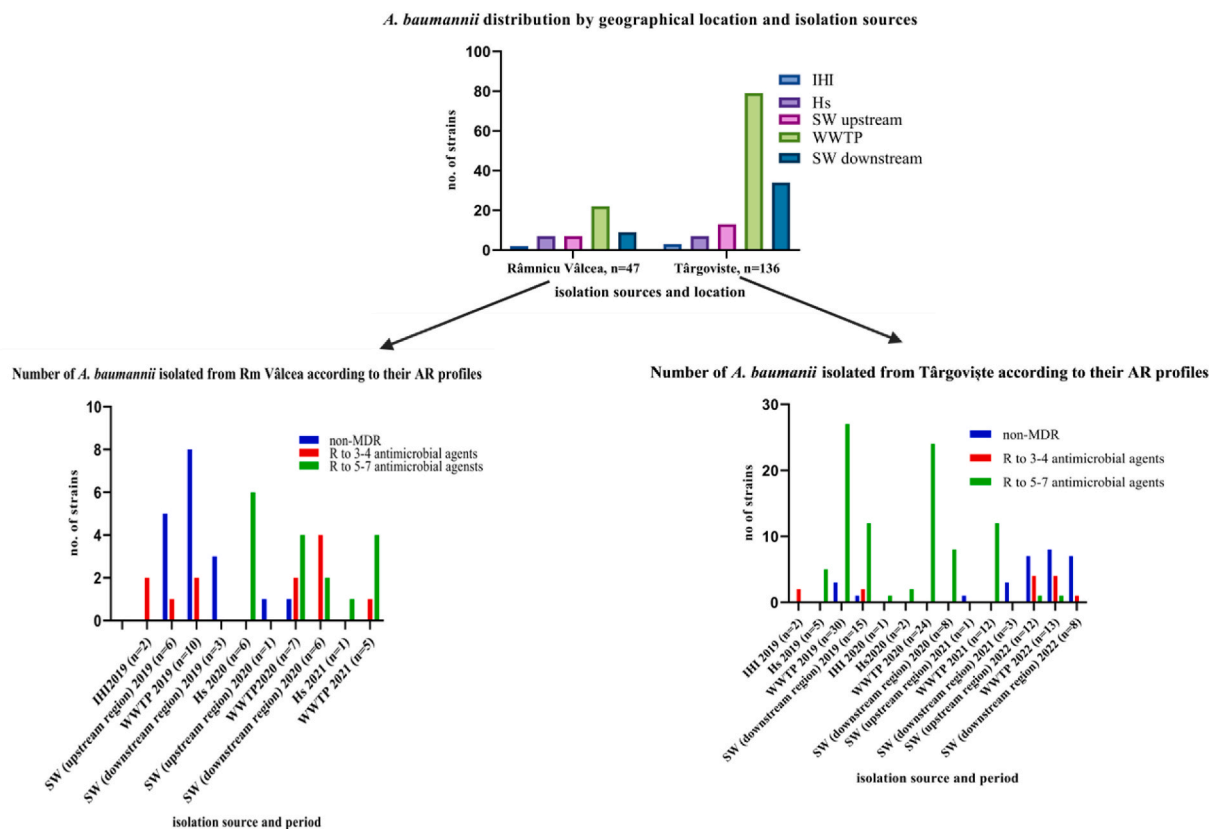 A. baumannii distribution by geographical location and isolation sources
100
80
60
40
20
0
no. of strains
IHI
Hs
SW upstream
WWTP
SW downstream
Râmnicu Vâlcea, n=47
Târgoviste, n=136
isolation sources and location
Number of A. baumannii isolated from Rm Vâlcea according to their AR profiles
10
8
6
4
2
0
no. of strains
non-MDR
R to 3-4 antimicrobial agents
R to 5-7 antimicrobial agensts
IHI2019 (n=2)
SW (upstream region) 2019 (n=6)
WWTP 2019 (n=10)
SW (downstream region) 2019 (n=3)
Hs 2020 (n=6)
SW (upstream region) 2020 (n=1)
WWTP2020 (n=7)
SW (downstream region) 2020 (n=6)
Hs 2021 (n=1)
WWTP 2021 (n=5)
isolation source and period
Number of A. baumanii isolated from Târgoviște according to their AR profiles
30
20
10
0
no of strains
non-MDR
R to 3-4 antimicrobial agents
R to 5-7 antimicrobial agents
IHI 2019 (n=2)
Hs 2019 (n=5)
WWTP 2019 (n=30)
SW (downstream region) 2019 (n=15)
IHI 2020 (n=1)
Hs2020 (n=2)
WWTP 2020 (n=24)
SW (downstream region) 2020 (n=8)
SW (upstream region) 2021 (n=1)
WWTP 2021 (n=12)
SW (downstream region) 2021 (n=3)
SW (upstream region) 2022 (n=12)
WWTP 2022 (n=13)
SW (downstream region) 2022 (n=8)
isolation source and period